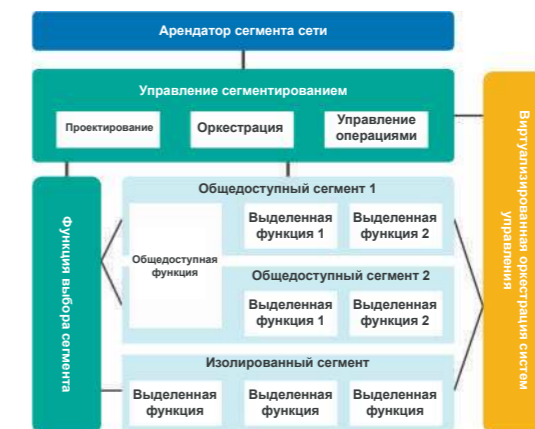 Арендатор сегмента сети
Управление сегментированием
Проектирование
Оркестрация
Управление
операциями
Функция выбора сегмента
Общедоступный сегмент 1
Общедоступная
функция
Выделенная
функция 1
Выделенная
функция 2
Общедоступный сегмент 2
Выделенная
функция 1
Выделенная
функция 2
Изолированный сегмент
Выделенная
функция
Выделенная
функция
Выделенная
функция
Виртуализированная оркестрация систем
управления